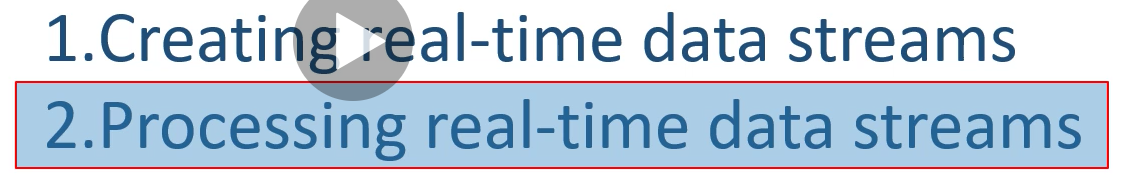 1.Creating real-time data streams
2.Processing real-time data streams